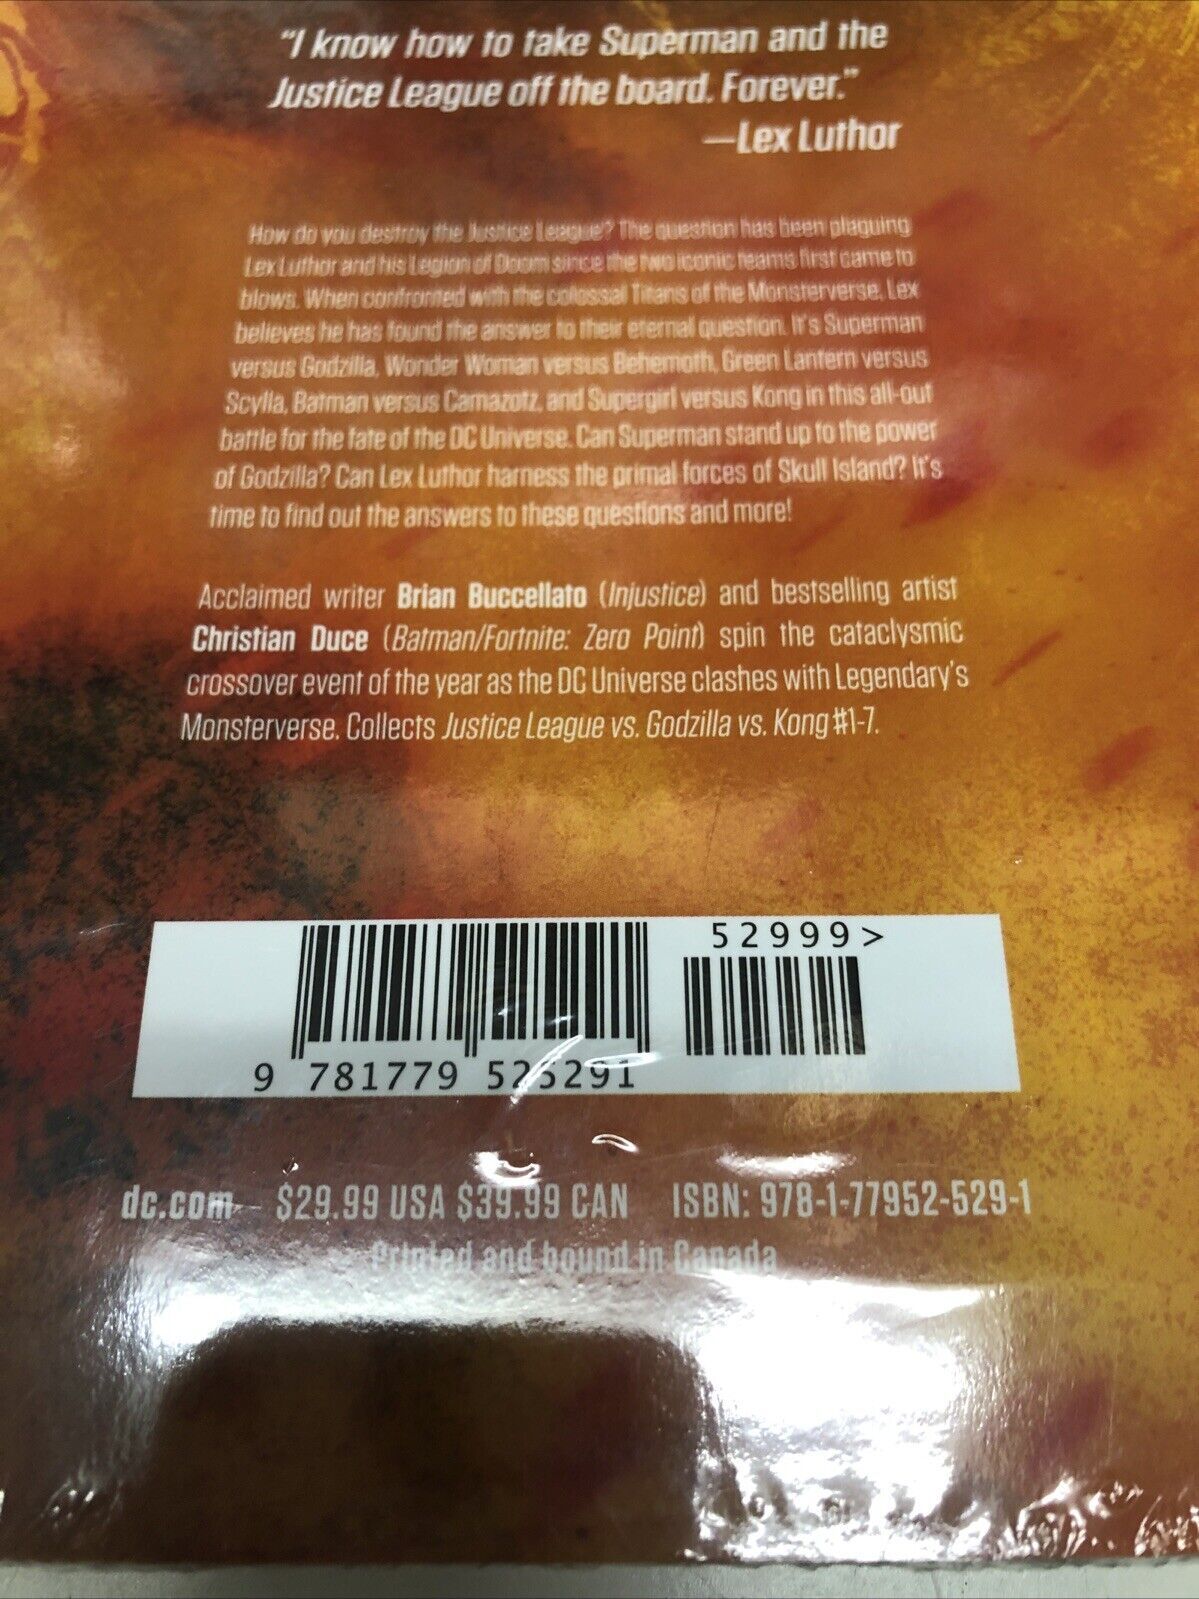 "I know how to take Superman and the
Justice League off the board. Forever."
—Lex Luthor
How do you destroy the Justice League? The question has been plaguing
Lex Luthor and his Legion of Doom since the two iconic teams first came to
blows. When confronted with the colossal Titans of the Monsterverse, Lex
believes he has found the answer to their eternal question. It's Superman
versus Godzilla, Wonder Woman versus Behemoth, Green Lantern versus
Scylla, Batman versus Camazotz, and Supergirl versus Kong in this all-out
battle for the fate of the DC Universe. Can Superman stand up to the power
of Godzilla? Can Lex Luthor harness the primal forces of Skull Island? It's
time to find out the answers to these questions and more!
Acclaimed writer Brian Buccellato (Injustice) and bestselling artist
Christian Duce (Batman/Fortnite: Zero Point) spin the cataclysmic
crossover event of the year as the DC Universe clashes with Legendary's
Monsterverse. Collects Justice League vs. Godzilla vs. Kong #1-7.
52999>
9 781779 525291
dc.com $29.99 USA $39.99 CAN ISBN: 978-1-77952-529-1
Printed and bound in Canada